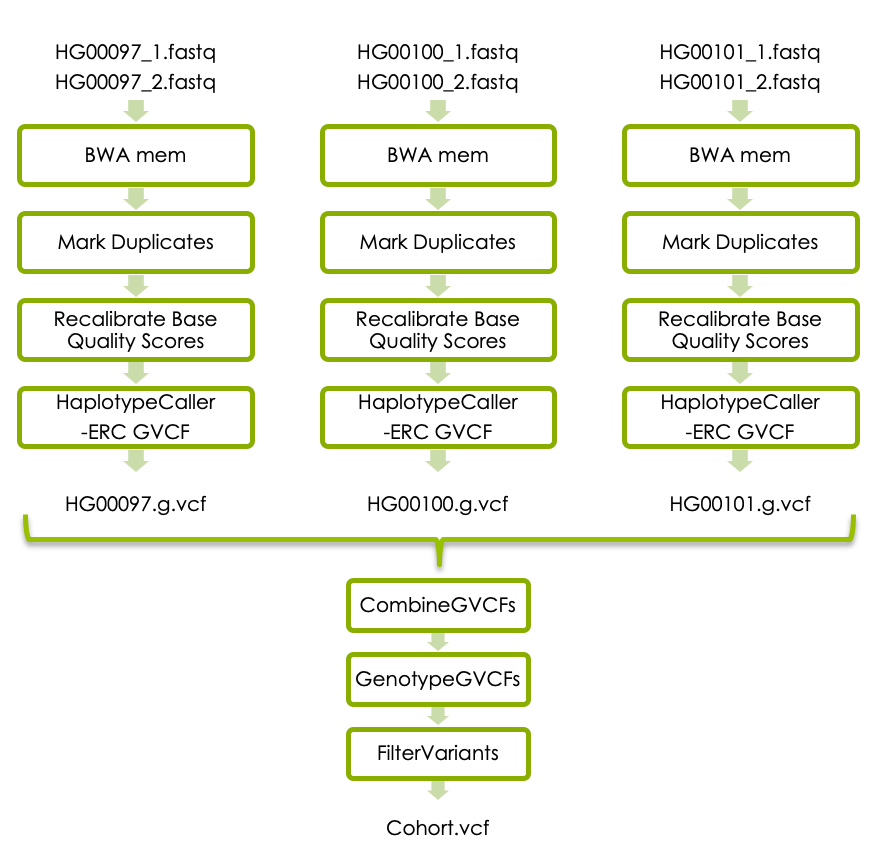 HG00097_1.fastq
HG00097_2.fastq
BWA mem
Mark Duplicates
Recalibrate Base
Quality Scores
HaplotypeCaller
-ERC GVCF
HG00097.g.vcf
HG00100_1.fastq
HG00100_2.fastq
BWA mem
Mark Duplicates
Recalibrate Base
Quality Scores
HaplotypeCaller
-ERC GVCF
HG00100.g.vcf
HG00101_1.fastq
HG00101_2.fastq
BWA mem
Mark Duplicates
Recalibrate Base
Quality Scores
HaplotypeCaller
-ERC GVCF
HG00101.g.vcf
CombineGVCFs
GenotypeGVCFs
FilterVariants
Cohort.vcf